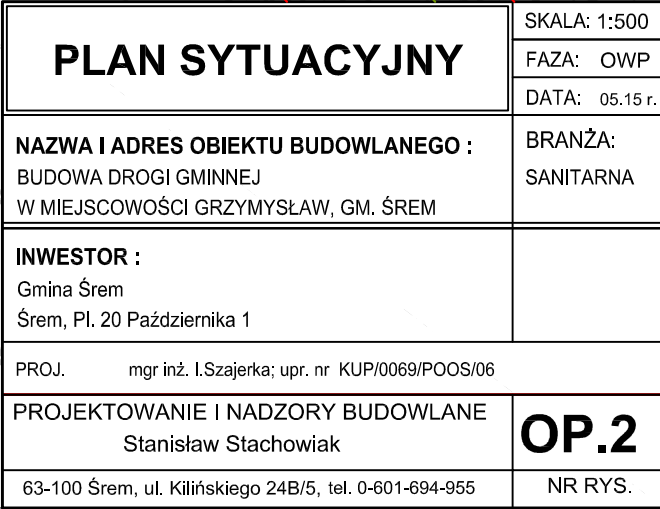 PLAN SYTUACYJNY
SKALA: 1:500
FAZA: OWP
DATA: 05.15 r.
NAZWA I ADRES OBIEKTU BUDOWLANEGO :
BUDOWA DROGI GMINNEJ
W MIEJSCOWOŚCI GRZYMYSŁAW, GM. ŚREM
BRANŻA:
SANITARNA
INWESTOR :
Gmina Śrem
Śrem, Pl. 20 Października 1
PROJ. mgr inż. I.Szajerka; upr. nr KUP/0069/POOS/06
PROJEKTOWANIE I NADZORY BUDOWLANE
Stanisław Stachowiak
63-100 Śrem, ul. Kilińskiego 24B/5, tel. 0-601-694-955
OP.2
NR RYS.